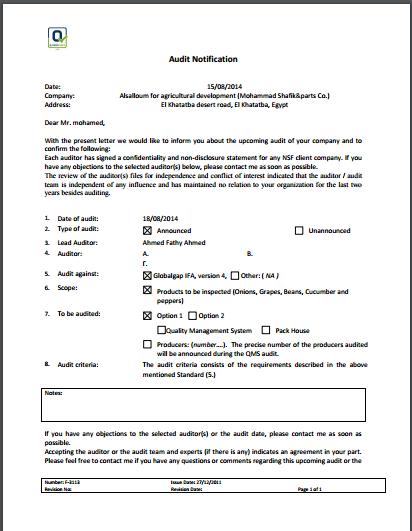 Audit Notification
Date: 15/08/2014
Company: Alsalloum for agricultural development (Mohammad Shafik&parts Co.)
Address: El Khatatba desert road, El Khatatba, Egypt
Dear Mr. mohamed,
With the present letter we would like to inform you about the upcoming audit of your company and to
confirm the following:
Each auditor has signed a confidentiality and non-disclosure statement for any NSF client company. If you
have any objections to the selected auditor(s) below, please contact me as soon as possible.
The review of the auditor(s) files for independence and conflict of interest indicated that the auditor / audit
team is independent of any influence and has maintained no relation to your organization for the last two
years besides auditing.
1. Date of audit: 18/08/2014
2. Type of audit: ☒ Announced ☐ Unannounced
3. Lead Auditor: Ahmed Fathy Ahmed
4. Auditor: A. B.
Γ.
5. Audit against: ☒ Globalgap IFA, version 4, ☐ Other: ( NA )
6. Scope: ☒ Products to be inspected (Onions, Grapes, Beans, Cucumber and
peppers)
7. To be audited: ☒ Option 1 ☐ Option 2
☐ Quality Management System ☐ Pack House
☐ Producers: (number....). The precise number of the producers audited
will be announced during the QMS audit.
8. Audit criteria: The audit criteria consists of the requirements described in the above
mentioned Standard (5.)
Notes:
If you have any objections to the selected auditor(s) or the audit date, please contact me as soon as
possible.
Accepting the auditor or the audit team and experts (if there is any) indicates an agreement in your part.
Please feel free to contact me if you have any questions or comments regarding this upcoming audit or the
Number: F-3113 Issue Date: 27/12/2011
Revision No: Revision Date: Page 1 of 1